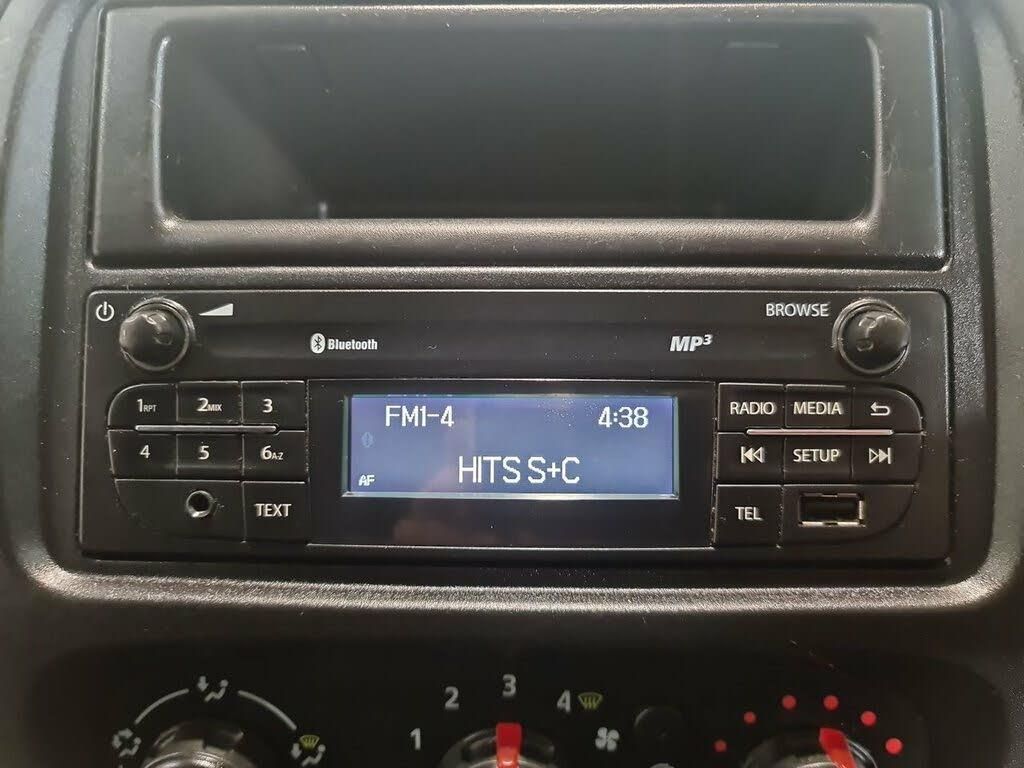 BROWSE
Bluetooth
MP3
1RPT 2MIX 3
4 5 6A-Z
TEXT
FM1-4 4:38
AF
HITS S+C
RADIO MEDIA
SETUP
TEL
1 2 3 4